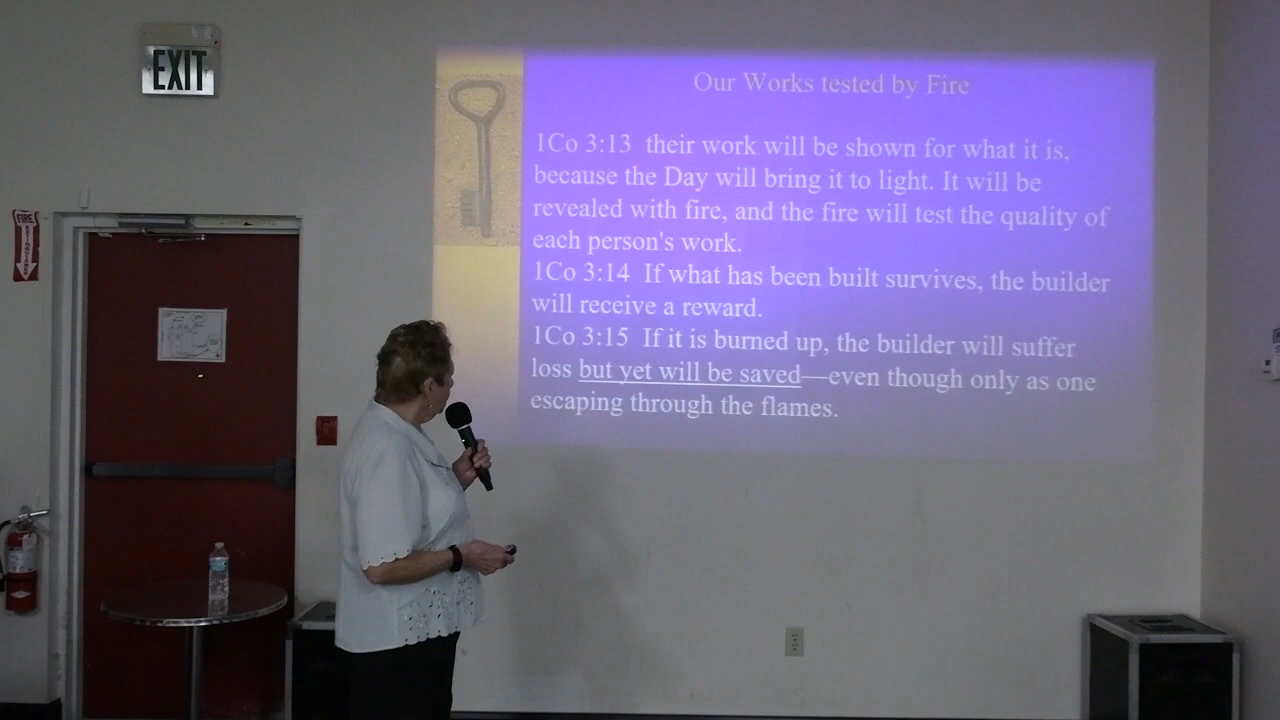 EXIT
Our Works tested by Fire
1Co 3:13 their work will be shown for what it is,
because the Day will bring it to light. It will be
revealed with fire, and the fire will test the quality of
each person's work.
1Co 3:14 If what has been built survives, the builder
will receive a reward.
1Co 3:15 If it is burned up, the builder will suffer
loss but yet will be saved—even though only as one
escaping through the flames.
FIRE